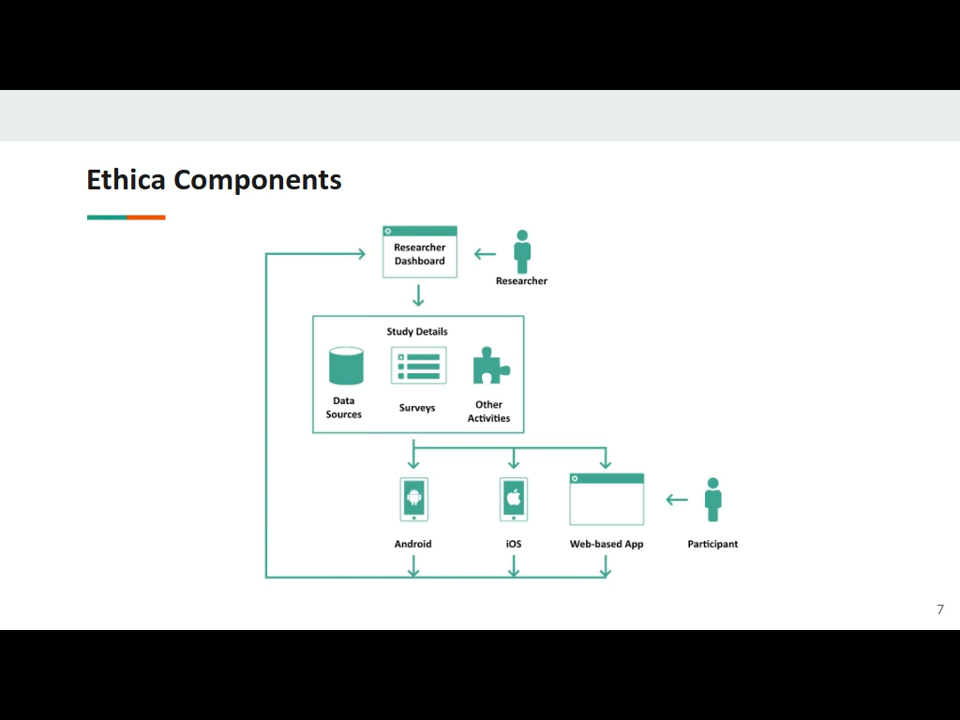 Ethica Components
Researcher
Dashboard
Researcher
Study Details
Data
Sources
Surveys
Other
Activities
Android
iOS
Web-based App
Participant
7